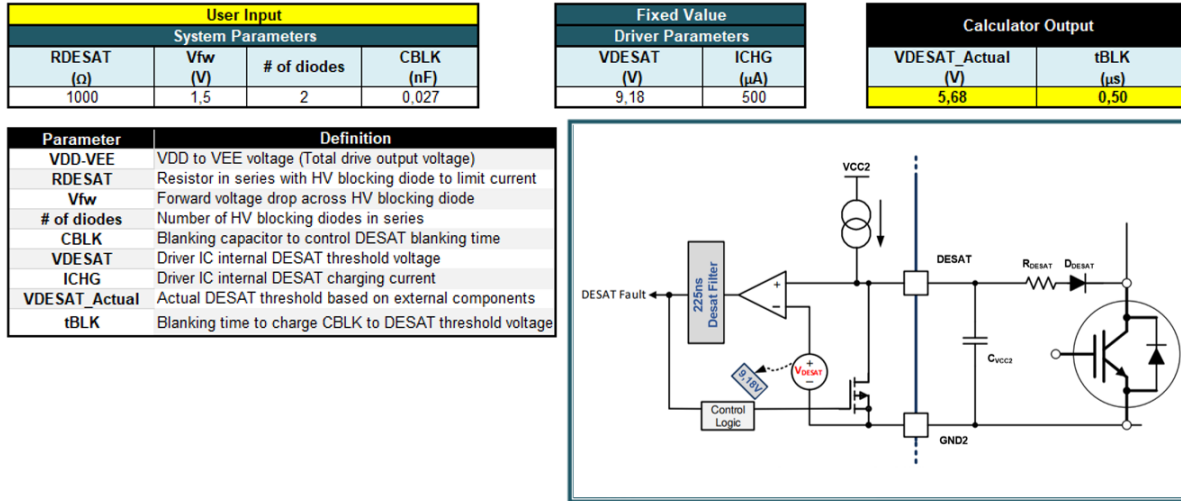 User Input
System Parameters
RDESAT (Ω) Vfw (V) # of diodes CBLK (nF)
1000 1,5 2 0,027
Fixed Value
Driver Parameters
VDESAT (V) ICHG (µA)
9,18 500
Calculator Output
VDESAT_Actual (V) tBLK (µs)
5,68 0,50
Parameter Definition
VDD-VEE VDD to VEE voltage (Total drive output voltage)
RDESAT Resistor in series with HV blocking diode to limit current
Vfw Forward voltage drop across HV blocking diode
# of diodes Number of HV blocking diodes in series
CBLK Blanking capacitor to control DESAT blanking time
VDESAT Driver IC internal DESAT threshold voltage
ICHG Driver IC internal DESAT charging current
VDESAT_Actual Actual DESAT threshold based on external components
tBLK Blanking time to charge CBLK to DESAT threshold voltage
VCC2
DESAT
RDESAT DDESAT
DESAT Fault
225ns
Desat Filter
+
−
9,18V
+
VDESAT
−
CVCC2
Control
Logic
GND2